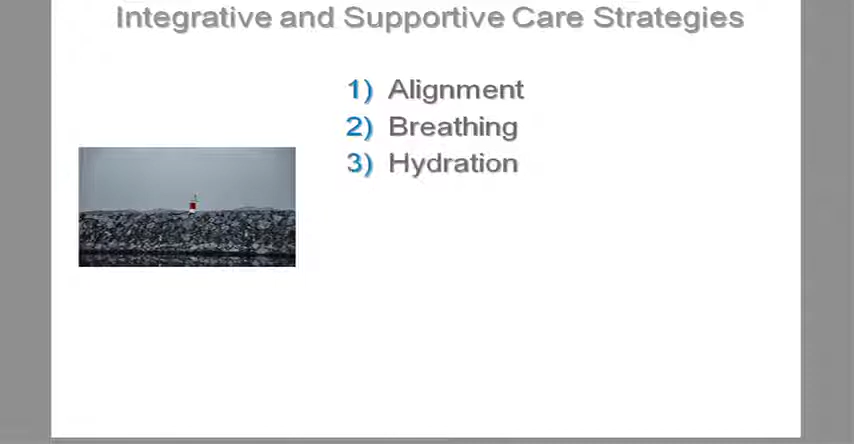 Integrative and Supportive Care Strategies
1) Alignment
2) Breathing
3) Hydration